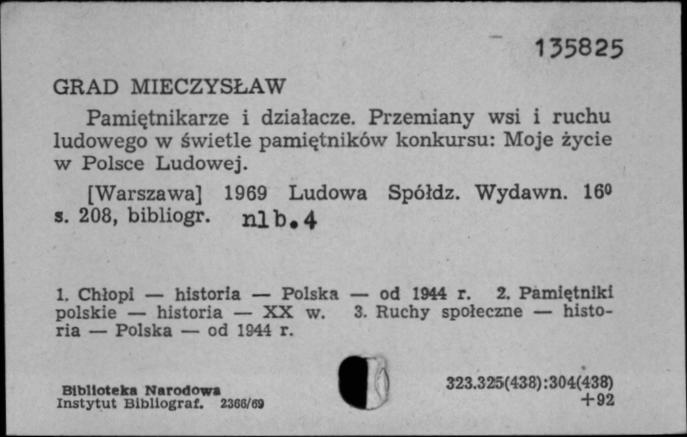 135825
GRAD MIECZYSŁAW
Pamiętnikarze i działacze. Przemiany wsi i ruchu
ludowego w świetle pamiętników konkursu: Moje życie
w Polsce Ludowej.
[Warszawa] 1969 Ludowa Spółdz. Wydawn. 16⁰
s. 208, bibliogr. nlb.4
1. Chłopi — historia — Polska — od 1944 r. 2. Pamiętniki
polskie — historia — XX w. 3. Ruchy społeczne — histo-
ria — Polska — od 1944 r.
Biblioteka Narodowa
Instytut Bibliograf. 2366/69
323.325(438):304(438)
+92